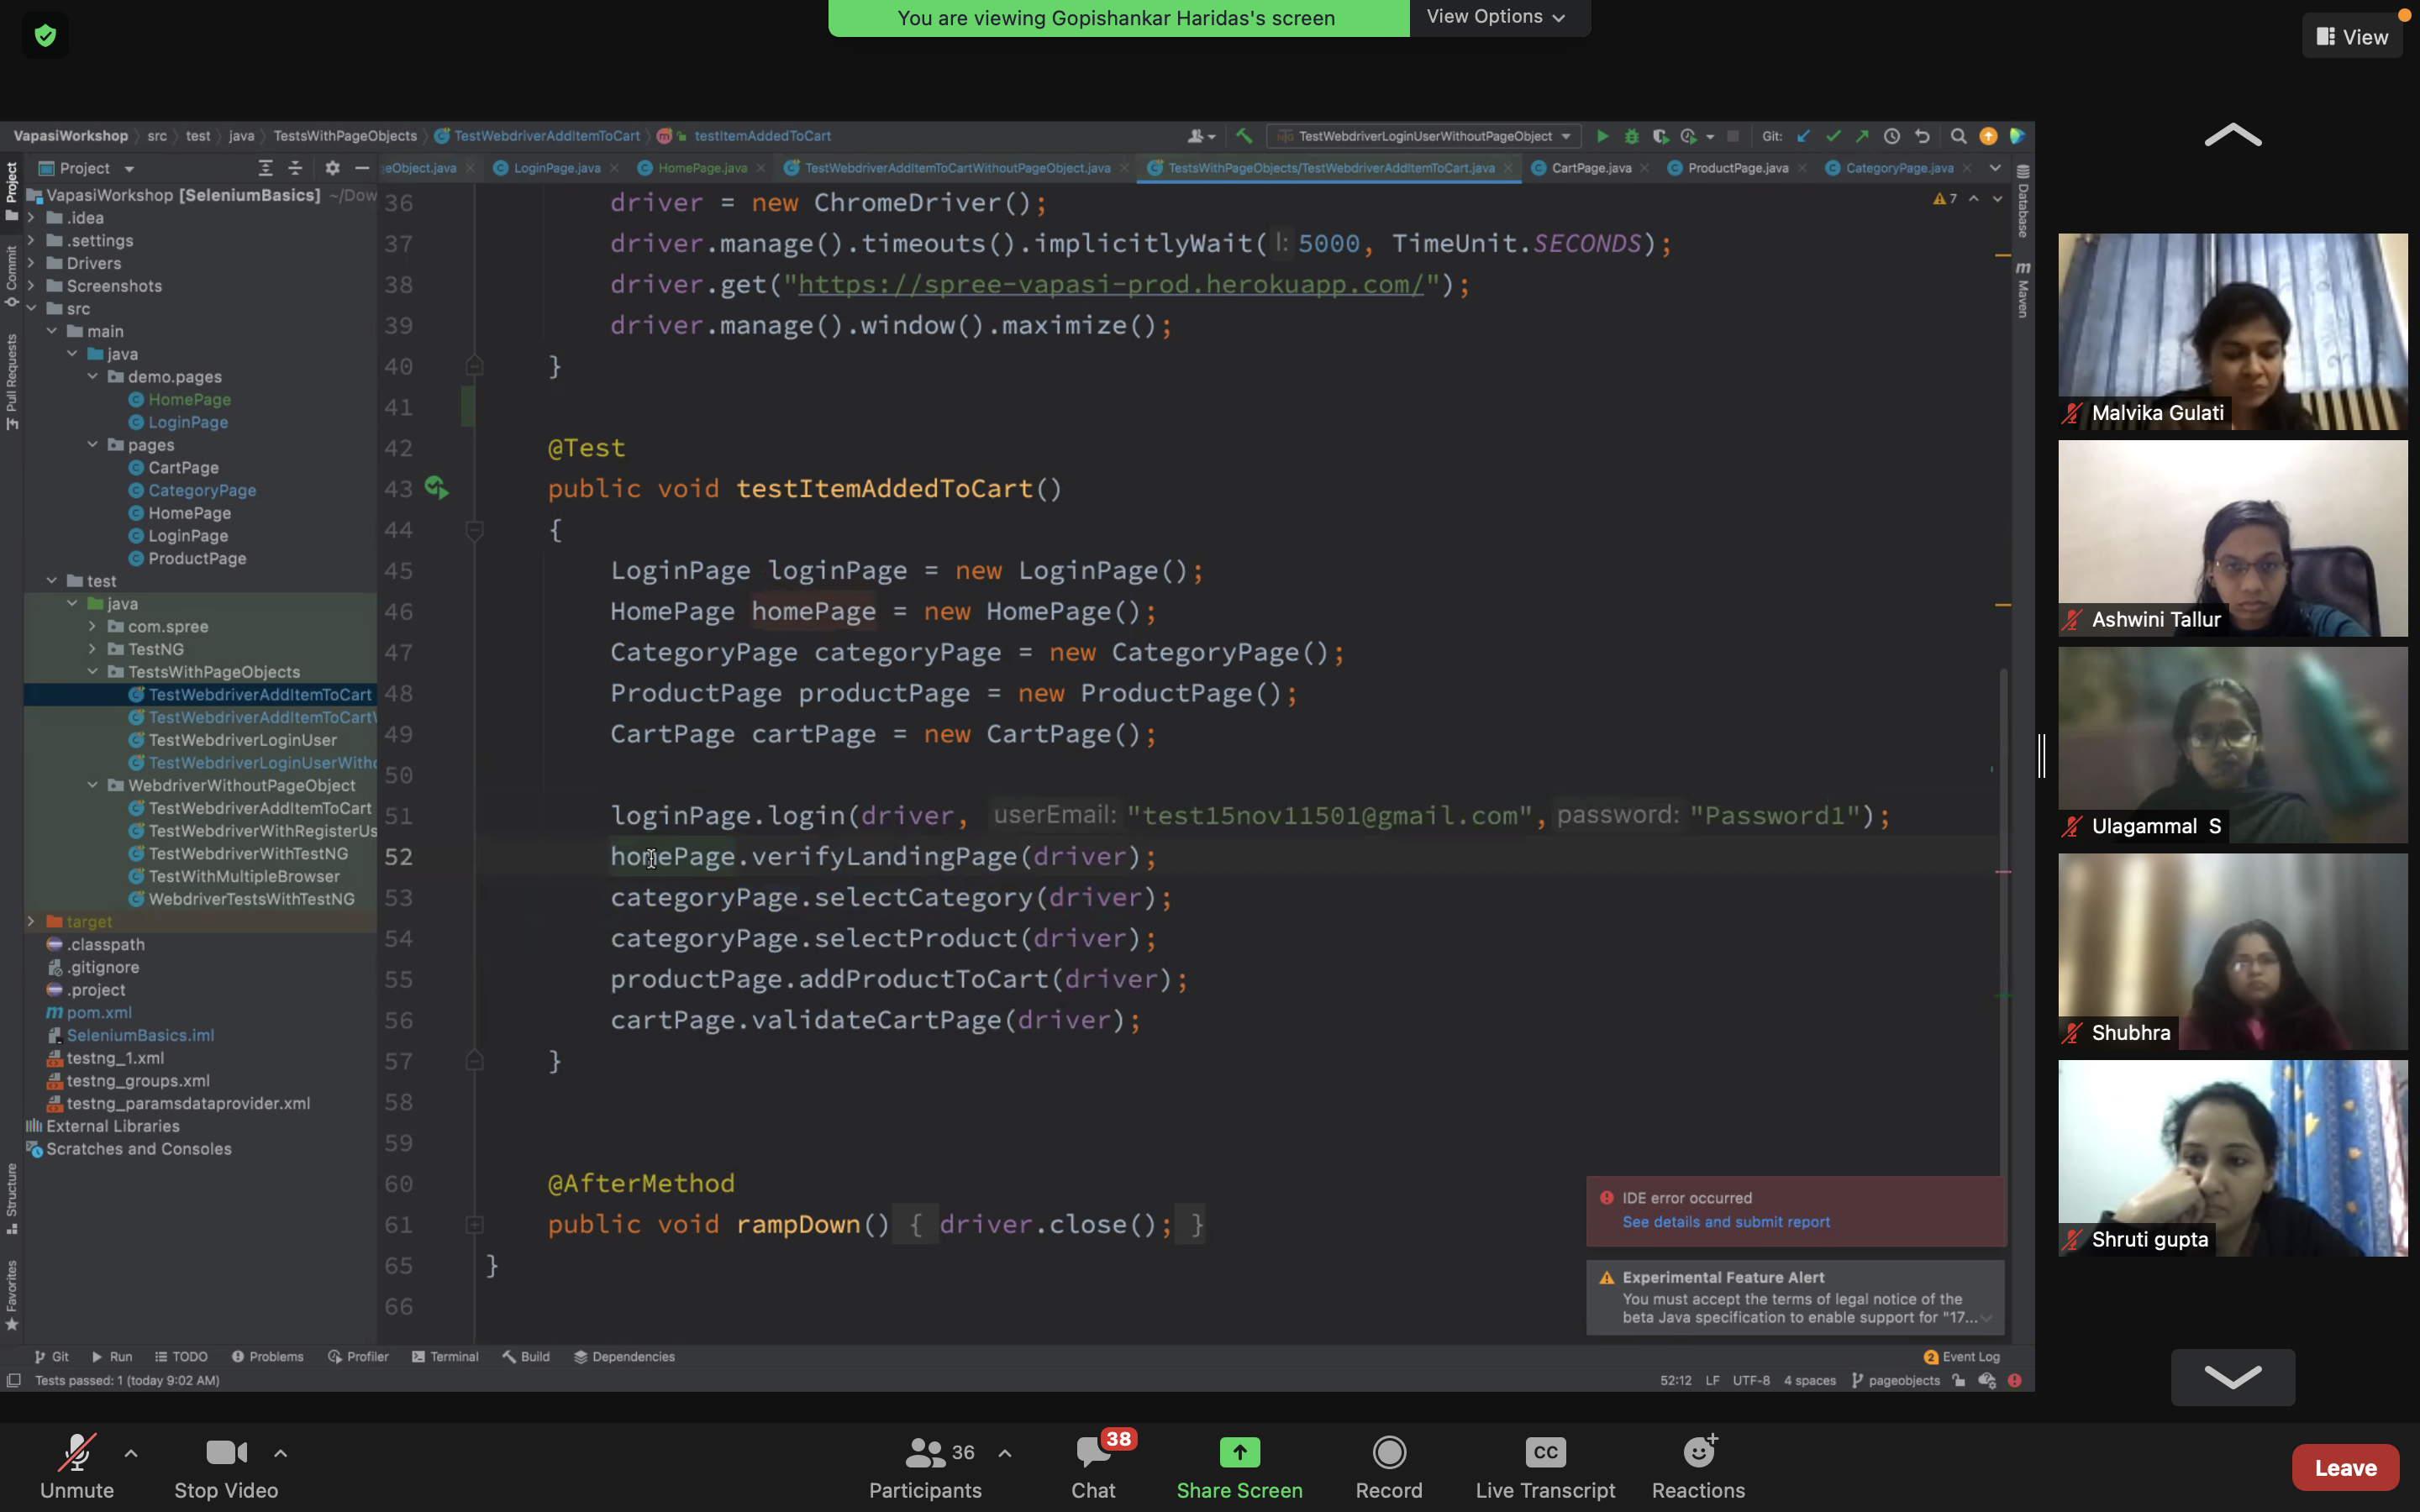 You are viewing Gopishankar Haridas's screen
View Options
View
VapasiWorkshop src test java TestsWithPageObjects TestWebdriverAddItemToCart testItemAddedToCart
TestWebdriverLoginUserWithoutPageObject
Git:
Project
eObject.java LoginPage.java HomePage.java TestWebdriverAddItemToCartWithoutPageObject.java TestsWithPageObjects/TestWebdriverAddItemToCart.java CartPage.java ProductPage.java CategoryPage.java
Project
Commit
Pull Requests
Structure
Favorites
Database
Maven
7
VapasiWorkshop [SeleniumBasics] ~/Dow
.idea
.settings
Drivers
Screenshots
src
main
java
demo.pages
HomePage
LoginPage
pages
CartPage
CategoryPage
HomePage
LoginPage
ProductPage
test
java
com.spree
TestNG
TestsWithPageObjects
TestWebdriverAddItemToCart
TestWebdriverAddItemToCartV
TestWebdriverLoginUser
TestWebdriverLoginUserWitho
WebdriverWithoutPageObject
TestWebdriverAddItemToCart
TestWebdriverWithRegisterUs
TestWebdriverWithTestNG
TestWithMultipleBrowser
WebdriverTestsWithTestNG
target
.classpath
.gitignore
.project
pom.xml
SeleniumBasics.iml
testng_1.xml
testng_groups.xml
testng_paramsdataprovider.xml
External Libraries
Scratches and Consoles
36 driver = new ChromeDriver();
37 driver.manage().timeouts().implicitlyWait( l: 5000, TimeUnit.SECONDS);
38 driver.get("https://spree-vapasi-prod.herokuapp.com/");
39 driver.manage().window().maximize();
40 }
41
42 @Test
43 public void testItemAddedToCart()
44 {
45 LoginPage loginPage = new LoginPage();
46 HomePage homePage = new HomePage();
47 CategoryPage categoryPage = new CategoryPage();
48 ProductPage productPage = new ProductPage();
49 CartPage cartPage = new CartPage();
50
51 loginPage.login(driver, userEmail: "test15nov11501@gmail.com", password: "Password1");
52 homePage.verifyLandingPage(driver);
53 categoryPage.selectCategory(driver);
54 categoryPage.selectProduct(driver);
55 productPage.addProductToCart(driver);
56 cartPage.validateCartPage(driver);
57 }
58
59
60 @AfterMethod
61 public void rampDown() { driver.close(); }
65 }
66
IDE error occurred
See details and submit report
Experimental Feature Alert
You must accept the terms of legal notice of the
beta Java specification to enable support for "17...
Git Run TODO Problems Profiler Terminal Build Dependencies
2 Event Log
Tests passed: 1 (today 9:02 AM)
52:12 LF UTF-8 4 spaces pageobjects
Malvika Gulati
Ashwini Tallur
Ulagammal S
Shubhra
Shruti gupta
Unmute
Stop Video
36
Participants
38
Chat
Share Screen
Record
CC
Live Transcript
Reactions
Leave